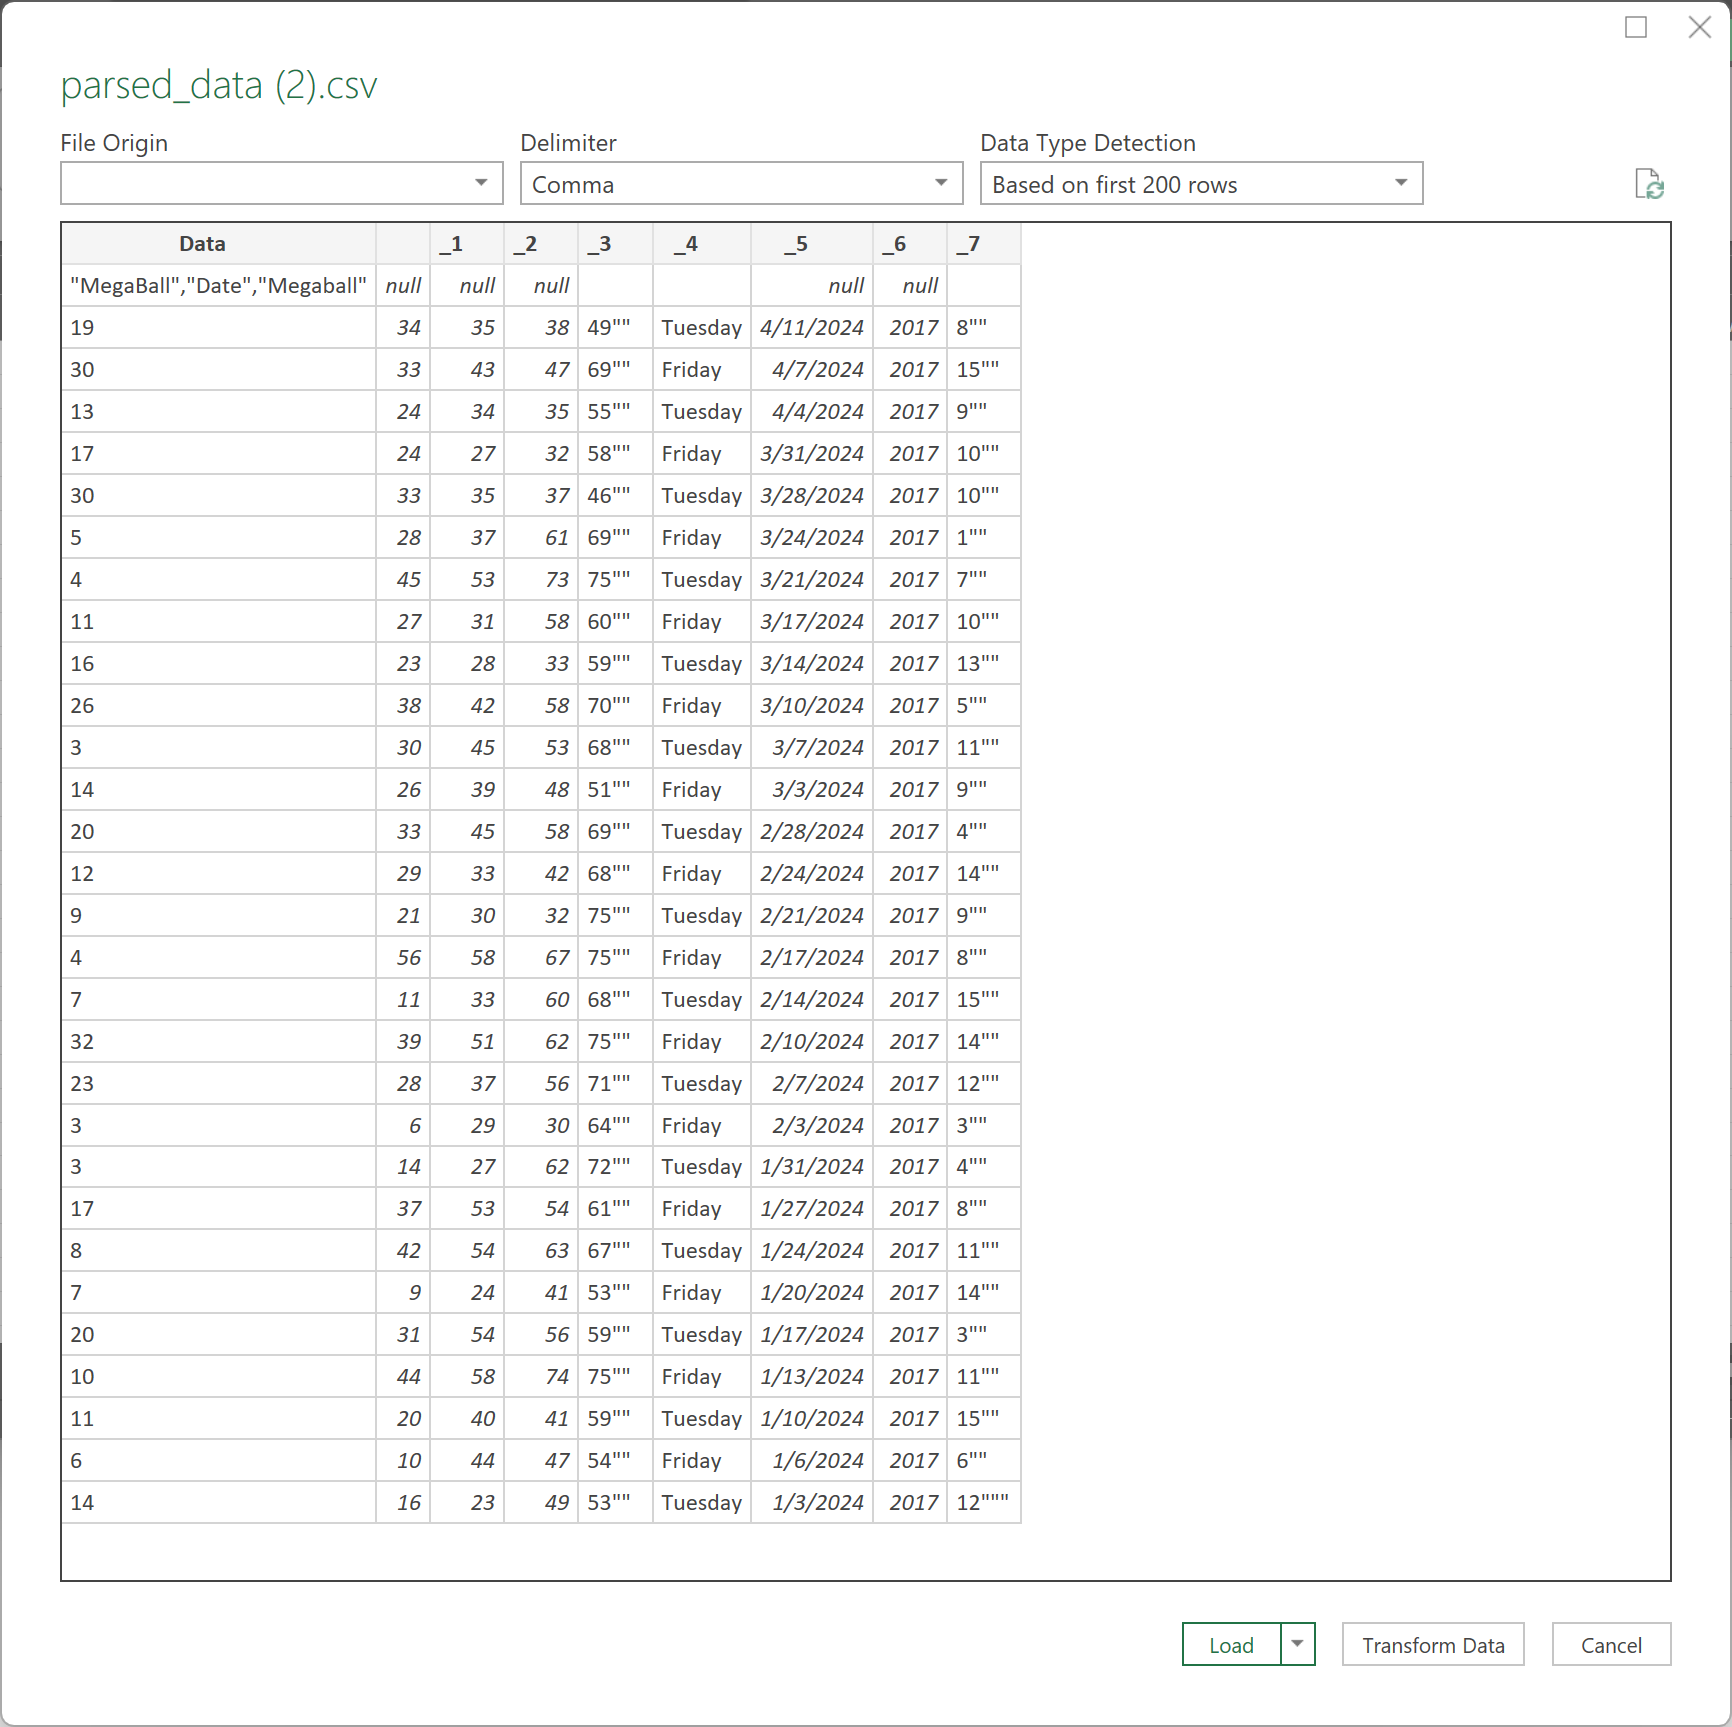 parsed_data (2).csv
File Origin Delimiter Data Type Detection
Comma Based on first 200 rows
Data _1 _2 _3 _4 _5 _6 _7
"MegaBall","Date","Megaball" null null null null null
19 34 35 38 49"" Tuesday 4/11/2024 2017 8""
30 33 43 47 69"" Friday 4/7/2024 2017 15""
13 24 34 35 55"" Tuesday 4/4/2024 2017 9""
17 24 27 32 58"" Friday 3/31/2024 2017 10""
30 33 35 37 46"" Tuesday 3/28/2024 2017 10""
5 28 37 61 69"" Friday 3/24/2024 2017 1""
4 45 53 73 75"" Tuesday 3/21/2024 2017 7""
11 27 31 58 60"" Friday 3/17/2024 2017 10""
16 23 28 33 59"" Tuesday 3/14/2024 2017 13""
26 38 42 58 70"" Friday 3/10/2024 2017 5""
3 30 45 53 68"" Tuesday 3/7/2024 2017 11""
14 26 39 48 51"" Friday 3/3/2024 2017 9""
20 33 45 58 69"" Tuesday 2/28/2024 2017 4""
12 29 33 42 68"" Friday 2/24/2024 2017 14""
9 21 30 32 75"" Tuesday 2/21/2024 2017 9""
4 56 58 67 75"" Friday 2/17/2024 2017 8""
7 11 33 60 68"" Tuesday 2/14/2024 2017 15""
32 39 51 62 75"" Friday 2/10/2024 2017 14""
23 28 37 56 71"" Tuesday 2/7/2024 2017 12""
3 6 29 30 64"" Friday 2/3/2024 2017 3""
3 14 27 62 72"" Tuesday 1/31/2024 2017 4""
17 37 53 54 61"" Friday 1/27/2024 2017 8""
8 42 54 63 67"" Tuesday 1/24/2024 2017 11""
7 9 24 41 53"" Friday 1/20/2024 2017 14""
20 31 54 56 59"" Tuesday 1/17/2024 2017 3""
10 44 58 74 75"" Friday 1/13/2024 2017 11""
11 20 40 41 59"" Tuesday 1/10/2024 2017 15""
6 10 44 47 54"" Friday 1/6/2024 2017 6""
14 16 23 49 53"" Tuesday 1/3/2024 2017 12"""
Load Transform Data Cancel